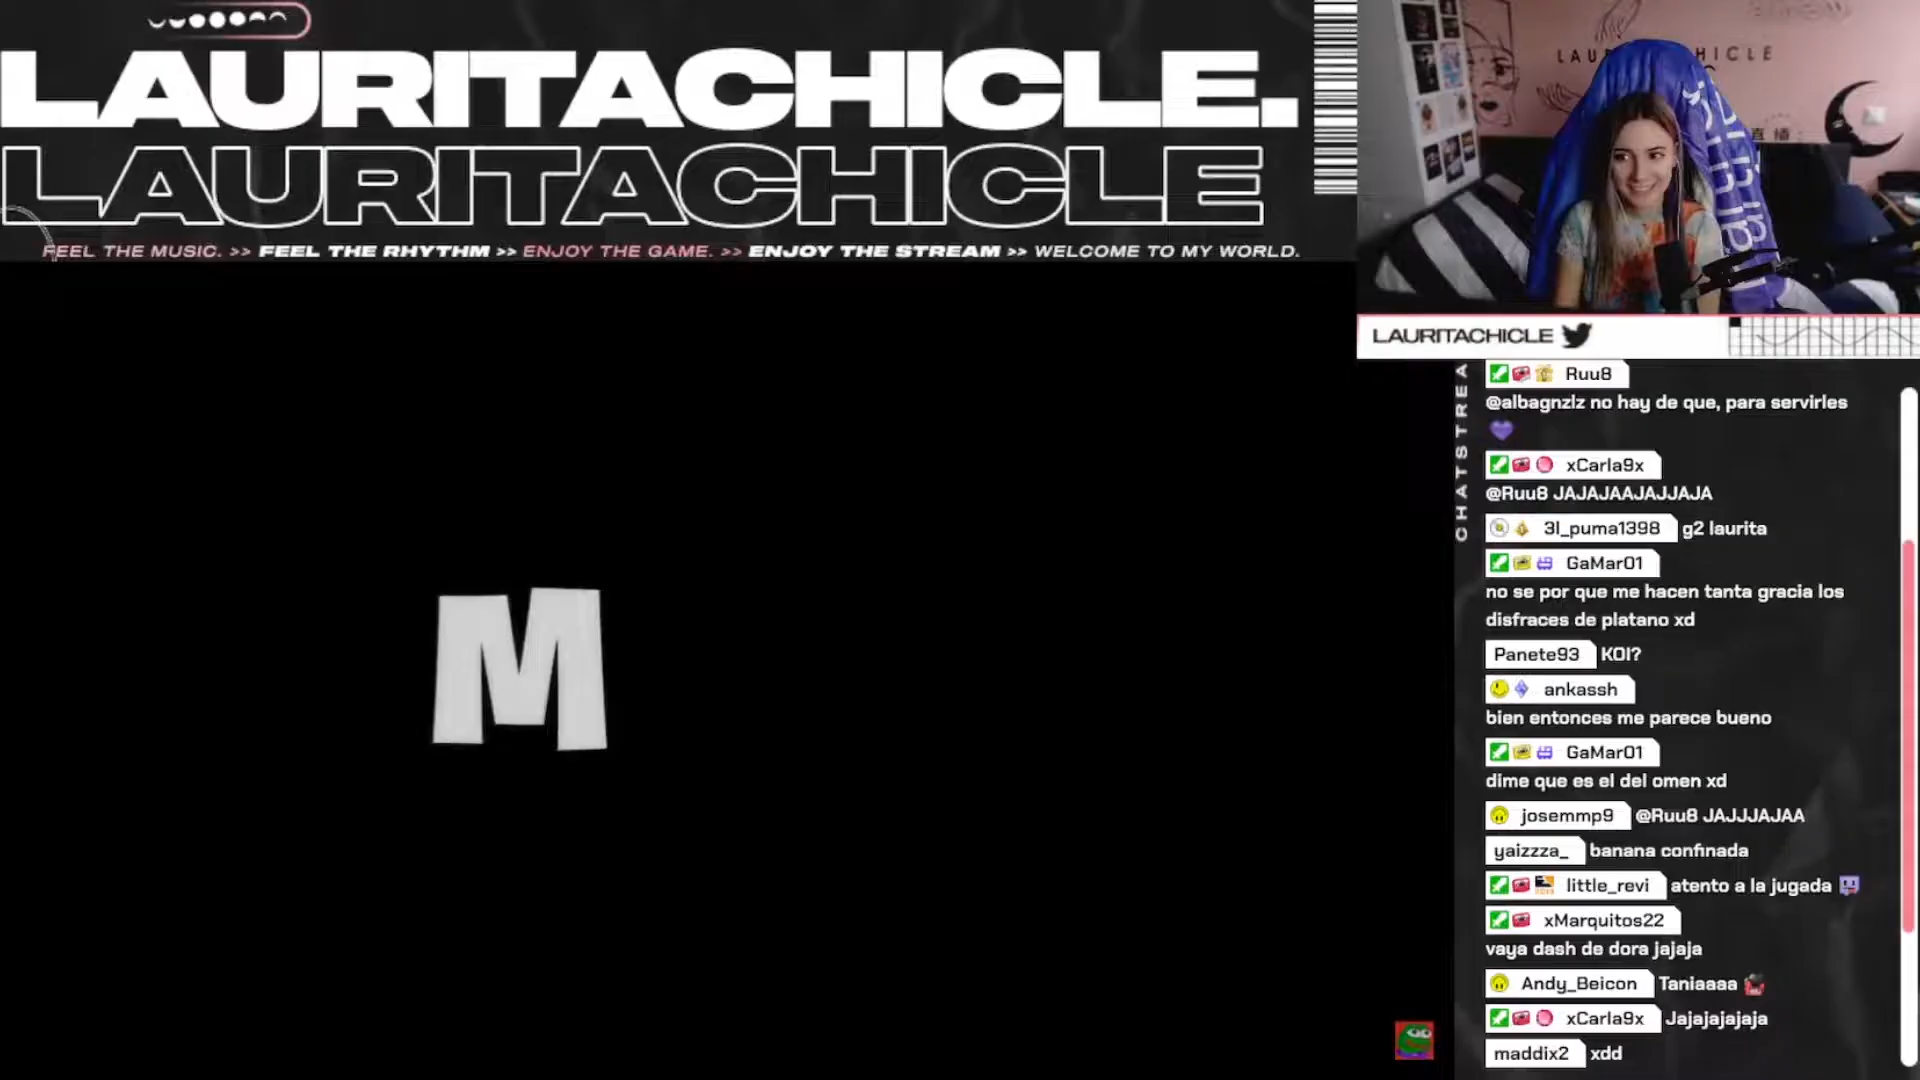 LAURITACHICLE.
LAURITACHICLE
FEEL THE MUSIC. >> FEEL THE RHYTHM >> ENJOY THE GAME. >> ENJOY THE STREAM >> WELCOME TO MY WORLD.
LAURITACHICLE
CHATSTREA
Ruu8
@albagnzlz no hay de que, para servirles
xCarla9x
@Ruu8 JAJAJAAJAJJAJA
3l_puma1398 g2 laurita
GaMar01
no se por que me hacen tanta gracia los
disfraces de platano xd
Panete93 KOI?
ankassh
bien entonces me parece bueno
GaMar01
dime que es el del omen xd
josemmp9 @Ruu8 JAJJJAJAA
yaizzza_ banana confinada
little_revi atento a la jugada
xMarquitos22
vaya dash de dora jajaja
Andy_Beicon Taniaaaa
xCarla9x Jajajajajaja
maddix2 xdd
M